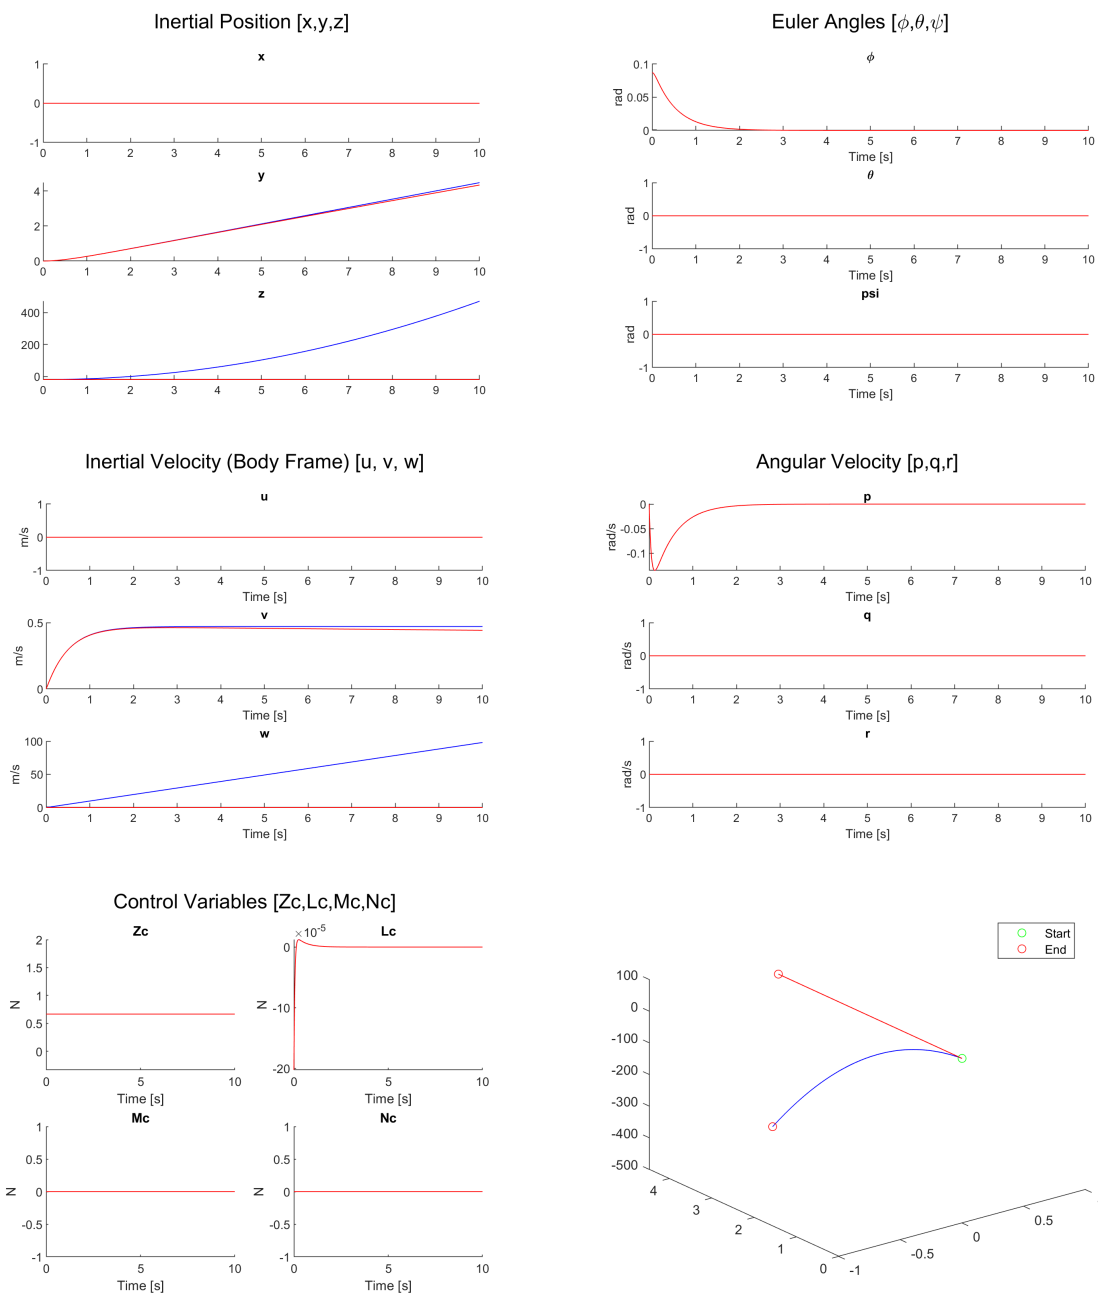 Inertial Position [x,y,z]
x
1
0
-1
0 1 2 3 4 5 6 7 8 9 10
y
4
2
0
0 1 2 3 4 5 6 7 8 9 10
z
400
200
0
0 1 2 3 4 5 6 7 8 9 10
Euler Angles [ϕ,θ,ψ]
ϕ
0.1
0.05
0
rad
0 1 2 3 4 5 6 7 8 9 10
Time [s]
θ
1
0
-1
rad
0 1 2 3 4 5 6 7 8 9 10
Time [s]
psi
1
0
-1
rad
0 1 2 3 4 5 6 7 8 9 10
Time [s]
Inertial Velocity (Body Frame) [u, v, w]
u
1
0
-1
m/s
0 1 2 3 4 5 6 7 8 9 10
Time [s]
v
0.5
0
m/s
0 1 2 3 4 5 6 7 8 9 10
Time [s]
w
100
50
0
m/s
0 1 2 3 4 5 6 7 8 9 10
Time [s]
Angular Velocity [p,q,r]
p
0
-0.05
-0.1
rad/s
0 1 2 3 4 5 6 7 8 9 10
Time [s]
q
1
0
-1
rad/s
0 1 2 3 4 5 6 7 8 9 10
Time [s]
r
1
0
-1
rad/s
0 1 2 3 4 5 6 7 8 9 10
Time [s]
Control Variables [Zc,Lc,Mc,Nc]
Zc
2
1.5
1
0.5
0
N
0 5 10
Time [s]
×10⁻⁵
Lc
0
-10
-20
N
0 5 10
Time [s]
Mc
1
0.5
0
-0.5
-1
N
0 5 10
Time [s]
Nc
1
0.5
0
-0.5
-1
N
0 5 10
Time [s]
Start
End
100
0
-100
-200
-300
-400
-500
4
3
2
1
0
-1
-0.5
0
0.5